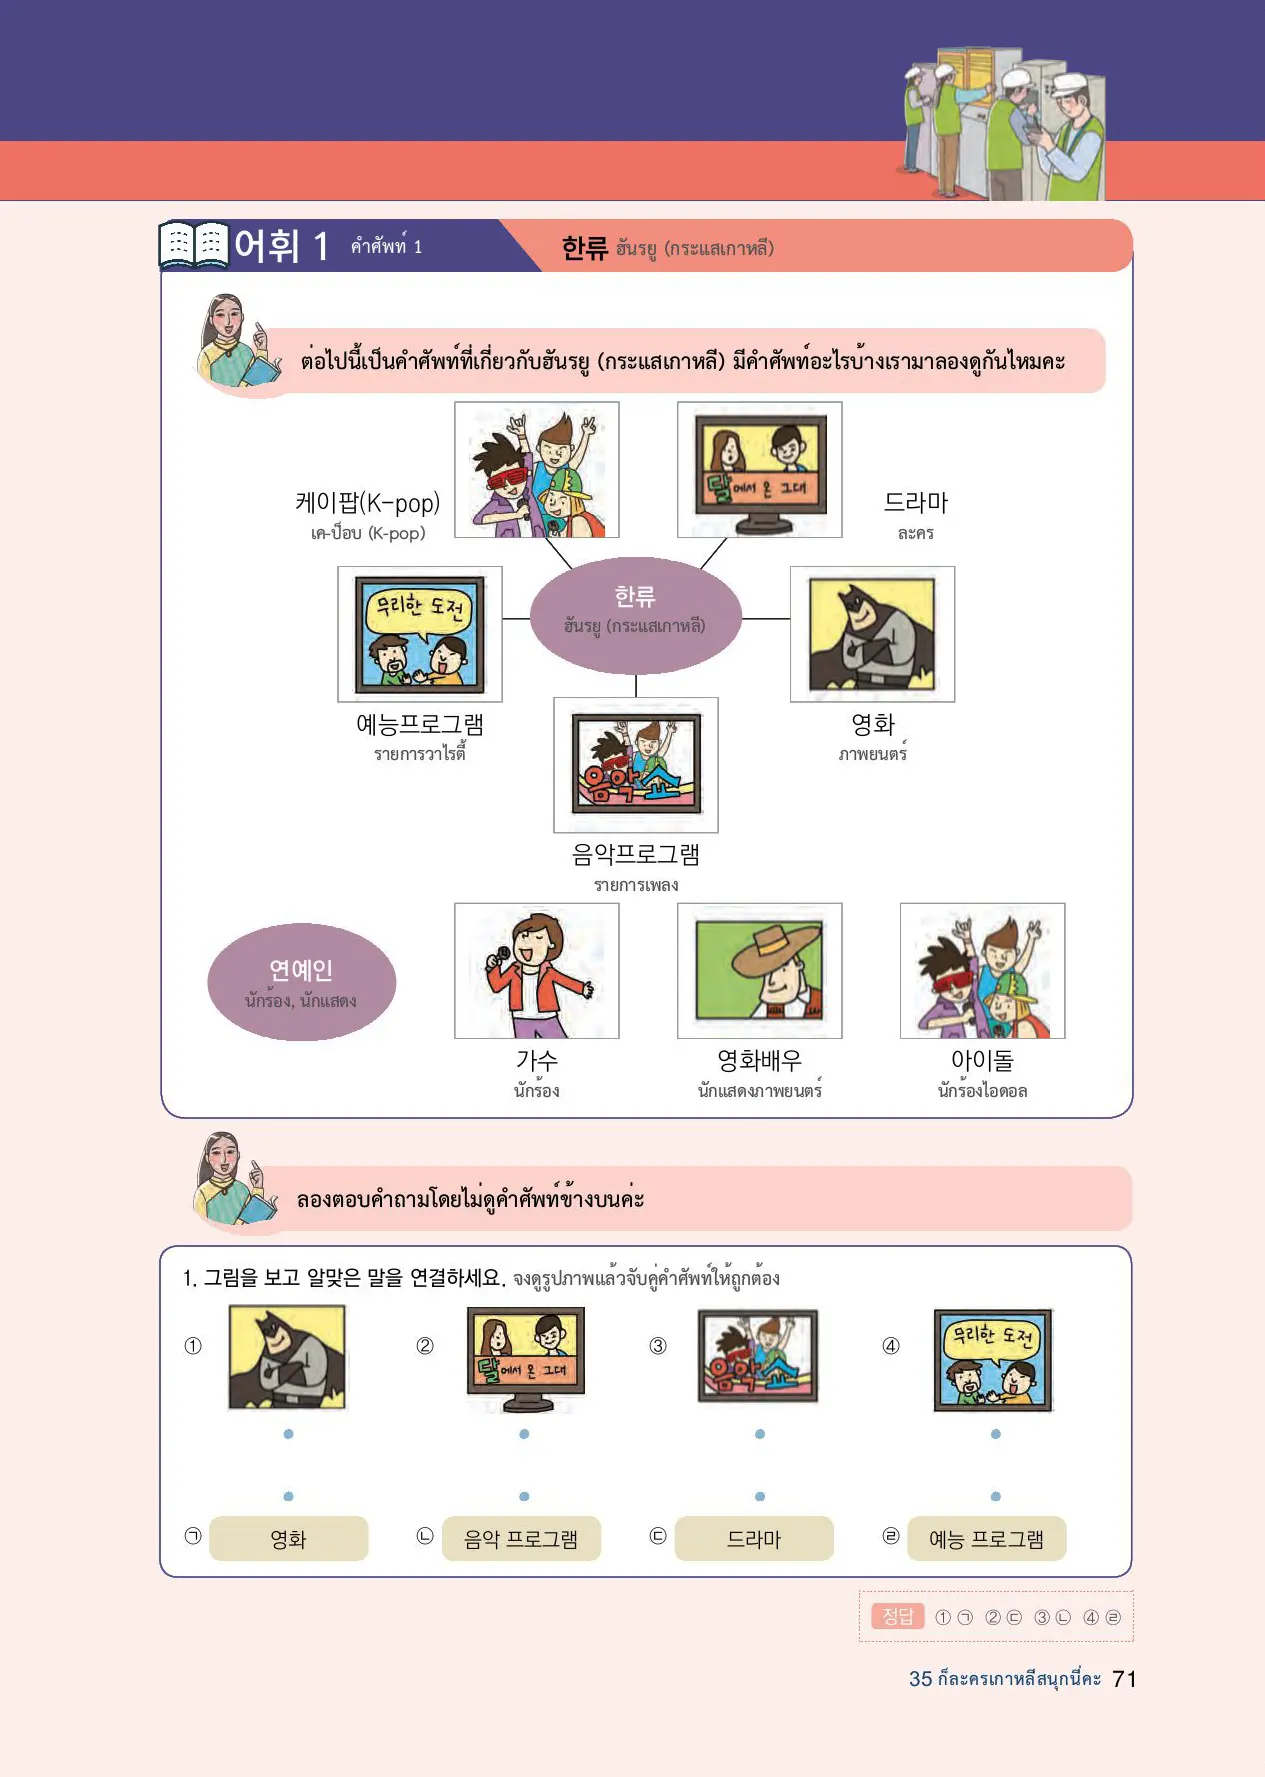 어휘 1 คำศัพท์ 1
한류 ฮันรยู (กระแสเกาหลี)
ต่อไปนี้เป็นคำศัพท์ที่เกี่ยวกับฮันรยู (กระแสเกาหลี) มีคำศัพท์อะไรบ้างเรามาลองดูกันไหมคะ
케이팝(K-pop)
เค-ป็อบ (K-pop)
달에서 온 그대
드라마
ละคร
무리한 도전
예능프로그램
รายการวาไรตี้
한류
ฮันรยู (กระแสเกาหลี)
영화
ภาพยนตร์
음악쇼
음악프로그램
รายการเพลง
연예인
นักร้อง, นักแสดง
가수
นักร้อง
영화배우
นักแสดงภาพยนตร์
아이돌
นักร้องไอดอล
ลองตอบคำถามโดยไม่ดูคำศัพท์ข้างบนค่ะ
1. 그림을 보고 알맞은 말을 연결하세요. จงดูรูปภาพแล้วจับคู่คำศัพท์ให้ถูกต้อง
① ② 달에서 온 그대 ③ 음악쇼 ④ 무리한 도전
㉠ 영화 ㉡ 음악 프로그램 ㉢ 드라마 ㉣ 예능 프로그램
정답 ① ㉠ ② ㉢ ③ ㉡ ④ ㉣
35 ก็ละครเกาหลีสนุกนี่คะ 71